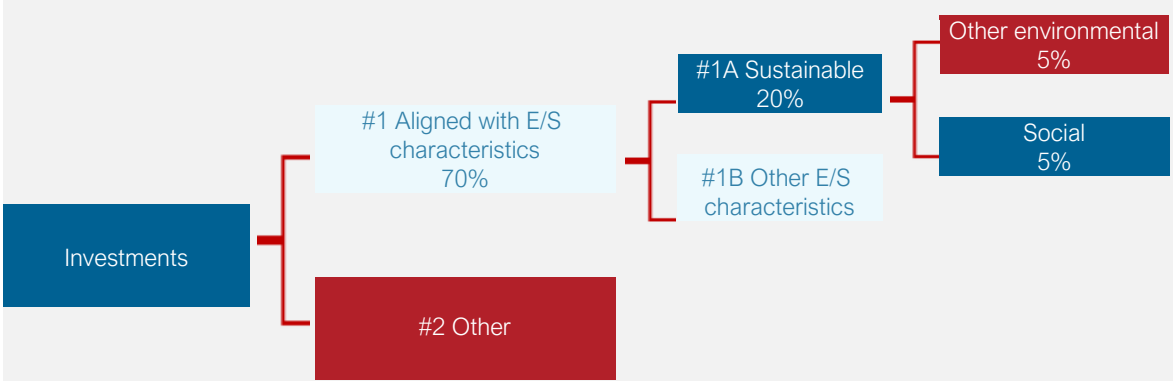 Investments
#1 Aligned with E/S
characteristics
70%
#2 Other
#1A Sustainable
20%
#1B Other E/S
characteristics
Other environmental
5%
Social
5%